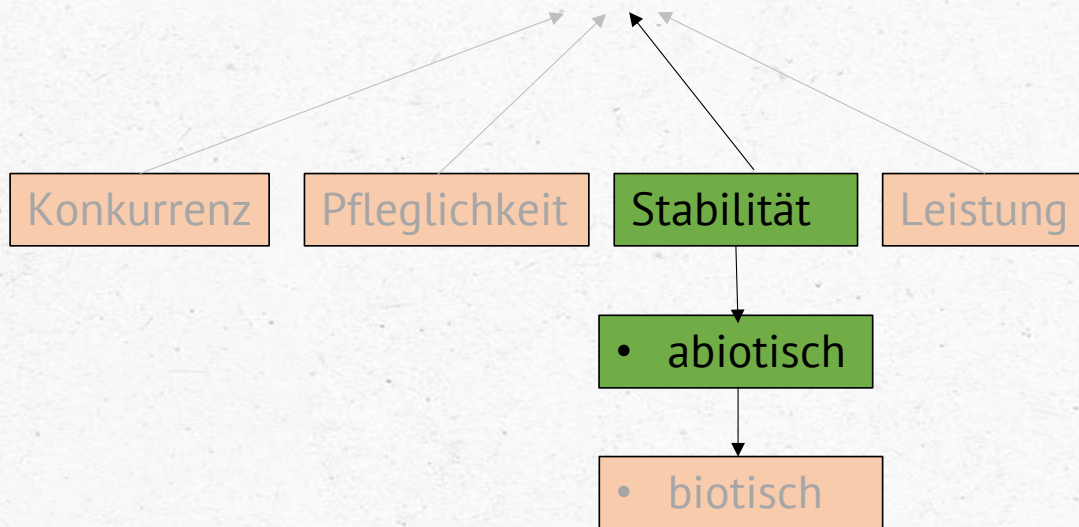 Konkurrenz
Pfleglichkeit
Stabilität
Leistung
• abiotisch
• biotisch